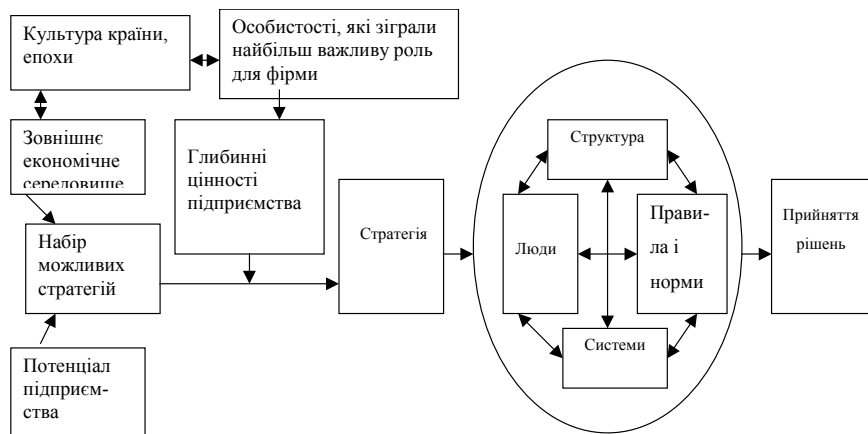 Культура країни,
епохи
Особистості, які зіграли
найбільш важливу роль
для фірми
Зовнішнє
економічне
середовище
Глибинні
цінності
підприємства
Набір
можливих
стратегій
Потенціал
підприєм-
ства
Стратегія
Структура
Люди
Прави-
ла і
норми
Системи
Прийняття
рішень